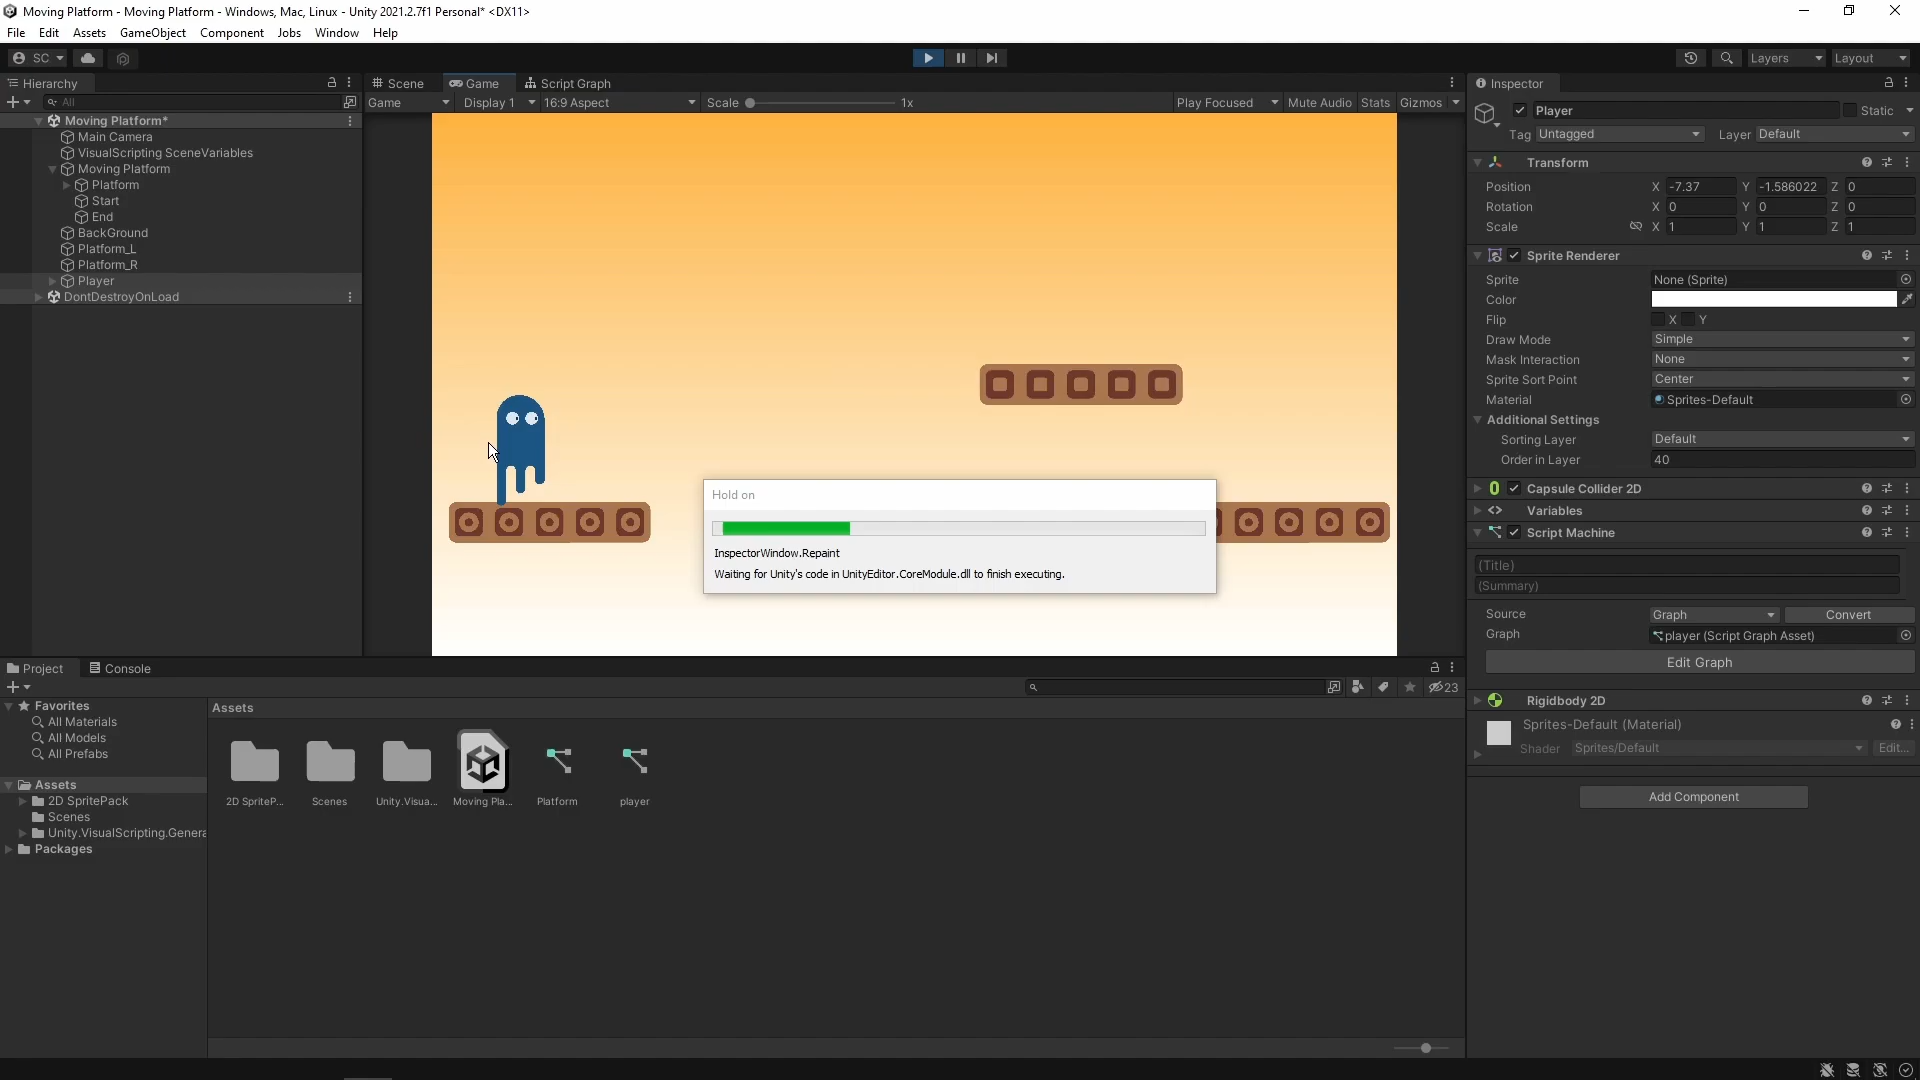 Moving Platform - Moving Platform - Windows, Mac, Linux - Unity 2021.2.7f1 Personal* <DX11>
File Edit Assets GameObject Component Jobs Window Help
SC Layers Layout
Hierarchy
All
Moving Platform*
Main Camera
VisualScripting SceneVariables
Moving Platform
Platform
Start
End
BackGround
Platform_L
Platform_R
Player
DontDestroyOnLoad
Scene Game Script Graph
Game Display 1 16:9 Aspect Scale 1x Play Focused Mute Audio Stats Gizmos
Hold on
InspectorWindow.Repaint
Waiting for Unity's code in UnityEditor.CoreModule.dll to finish executing.
Inspector
Player Static
Tag Untagged Layer Default
Transform
Position X -7.37 Y -1.586022 Z 0
Rotation X 0 Y 0 Z 0
Scale X 1 Y 1 Z 1
Sprite Renderer
Sprite None (Sprite)
Color
Flip X Y
Draw Mode Simple
Mask Interaction None
Sprite Sort Point Center
Material Sprites-Default
Additional Settings
Sorting Layer Default
Order in Layer 40
Capsule Collider 2D
Variables
Script Machine
(Title)
(Summary)
Source Graph Convert
Graph player (Script Graph Asset)
Edit Graph
Rigidbody 2D
Sprites-Default (Material)
Shader Sprites/Default Edit...
Add Component
Project Console
23
Favorites
All Materials
All Models
All Prefabs
Assets
2D SpritePack
Scenes
Unity.VisualScripting.Genera
Packages
Assets
2D SpriteP... Scenes Unity.Visua... Moving Pla... Platform player